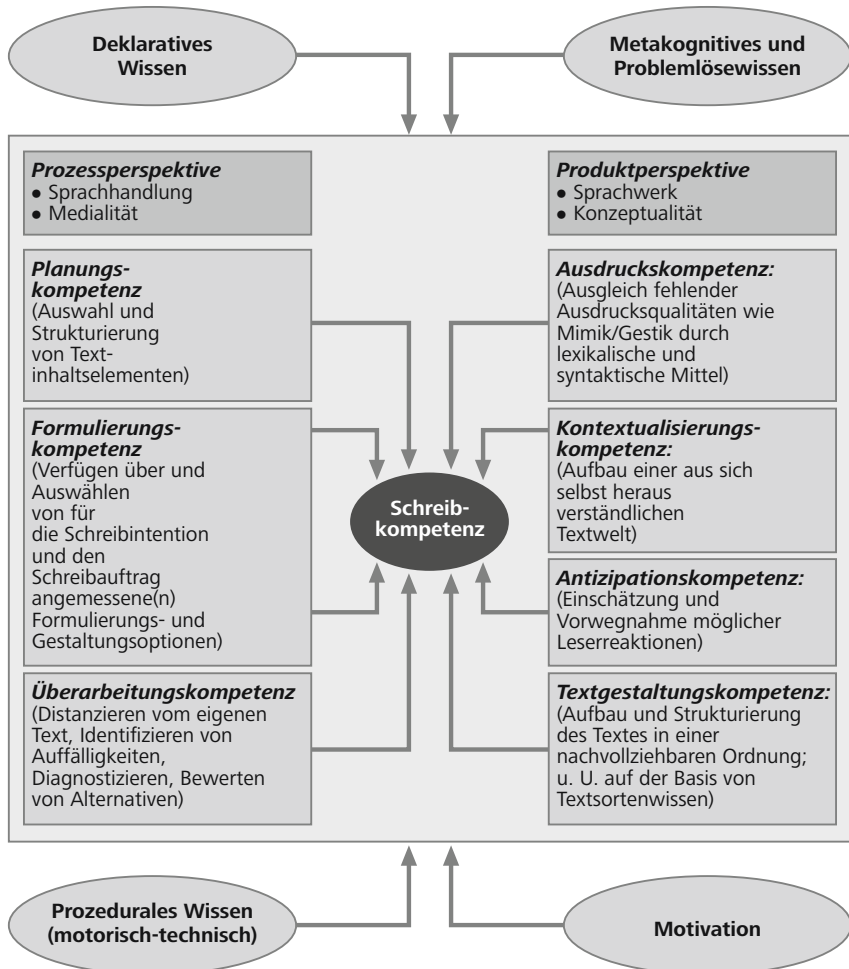 Deklaratives
Wissen
Metakognitives und
Problemlösewissen
Prozessperspektive
• Sprachhandlung
• Medialität
Produktperspektive
• Sprachwerk
• Konzeptualität
Planungs-
kompetenz
(Auswahl und
Strukturierung
von Text-
inhaltselementen)
Ausdruckskompetenz:
(Ausgleich fehlender
Ausdrucksqualitäten wie
Mimik/Gestik durch
lexikalische und
syntaktische Mittel)
Formulierungs-
kompetenz
(Verfügen über und
Auswählen
von für
die Schreibintention
und den
Schreibauftrag
angemessene(n)
Formulierungs- und
Gestaltungsoptionen)
Schreib-
kompetenz
Kontextualisierungs-
kompetenz:
(Aufbau einer aus sich
selbst heraus
verständlichen
Textwelt)
Antizipationskompetenz:
(Einschätzung und
Vorwegnahme möglicher
Leserreaktionen)
Überarbeitungskompetenz
(Distanzieren vom eigenen
Text, Identifizieren von
Auffälligkeiten,
Diagnostizieren, Bewerten
von Alternativen)
Textgestaltungskompetenz:
(Aufbau und Strukturierung
des Textes in einer
nachvollziehbaren Ordnung;
u. U. auf der Basis von
Textsortenwissen)
Prozedurales Wissen
(motorisch-technisch)
Motivation